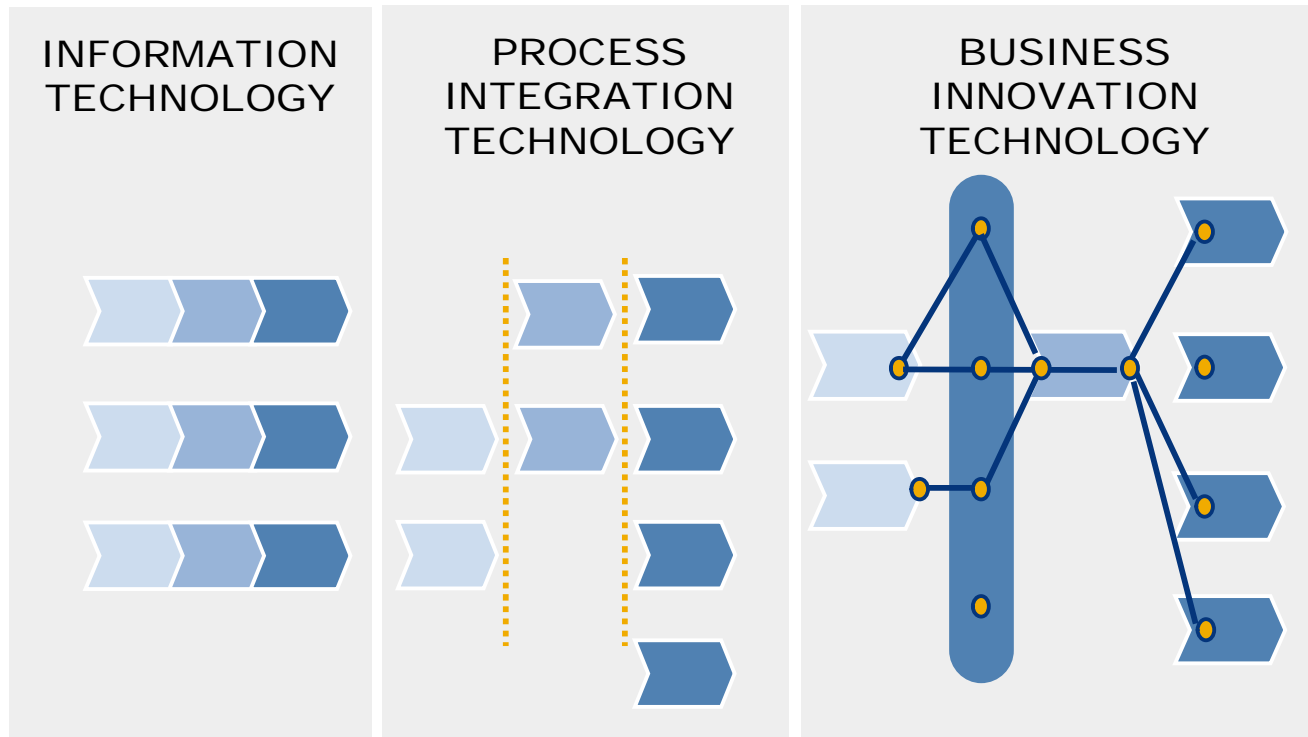 INFORMATION
TECHNOLOGY
PROCESS
INTEGRATION
TECHNOLOGY
BUSINESS
INNOVATION
TECHNOLOGY